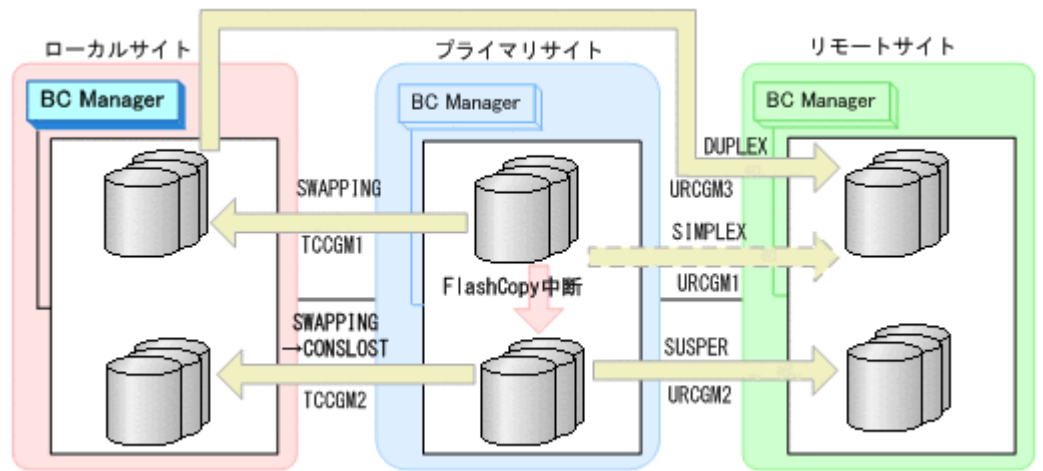 ローカルサイト
プライマリサイト
リモートサイト
BC Manager
BC Manager
BC Manager
DUPLEX
SWAPPING
URCGM3
TCCGM1
SIMPLEX
FlashCopy中断
URCGM1
SWAPPING
→CONSLOST
SUSPER
TCCGM2
URCGM2